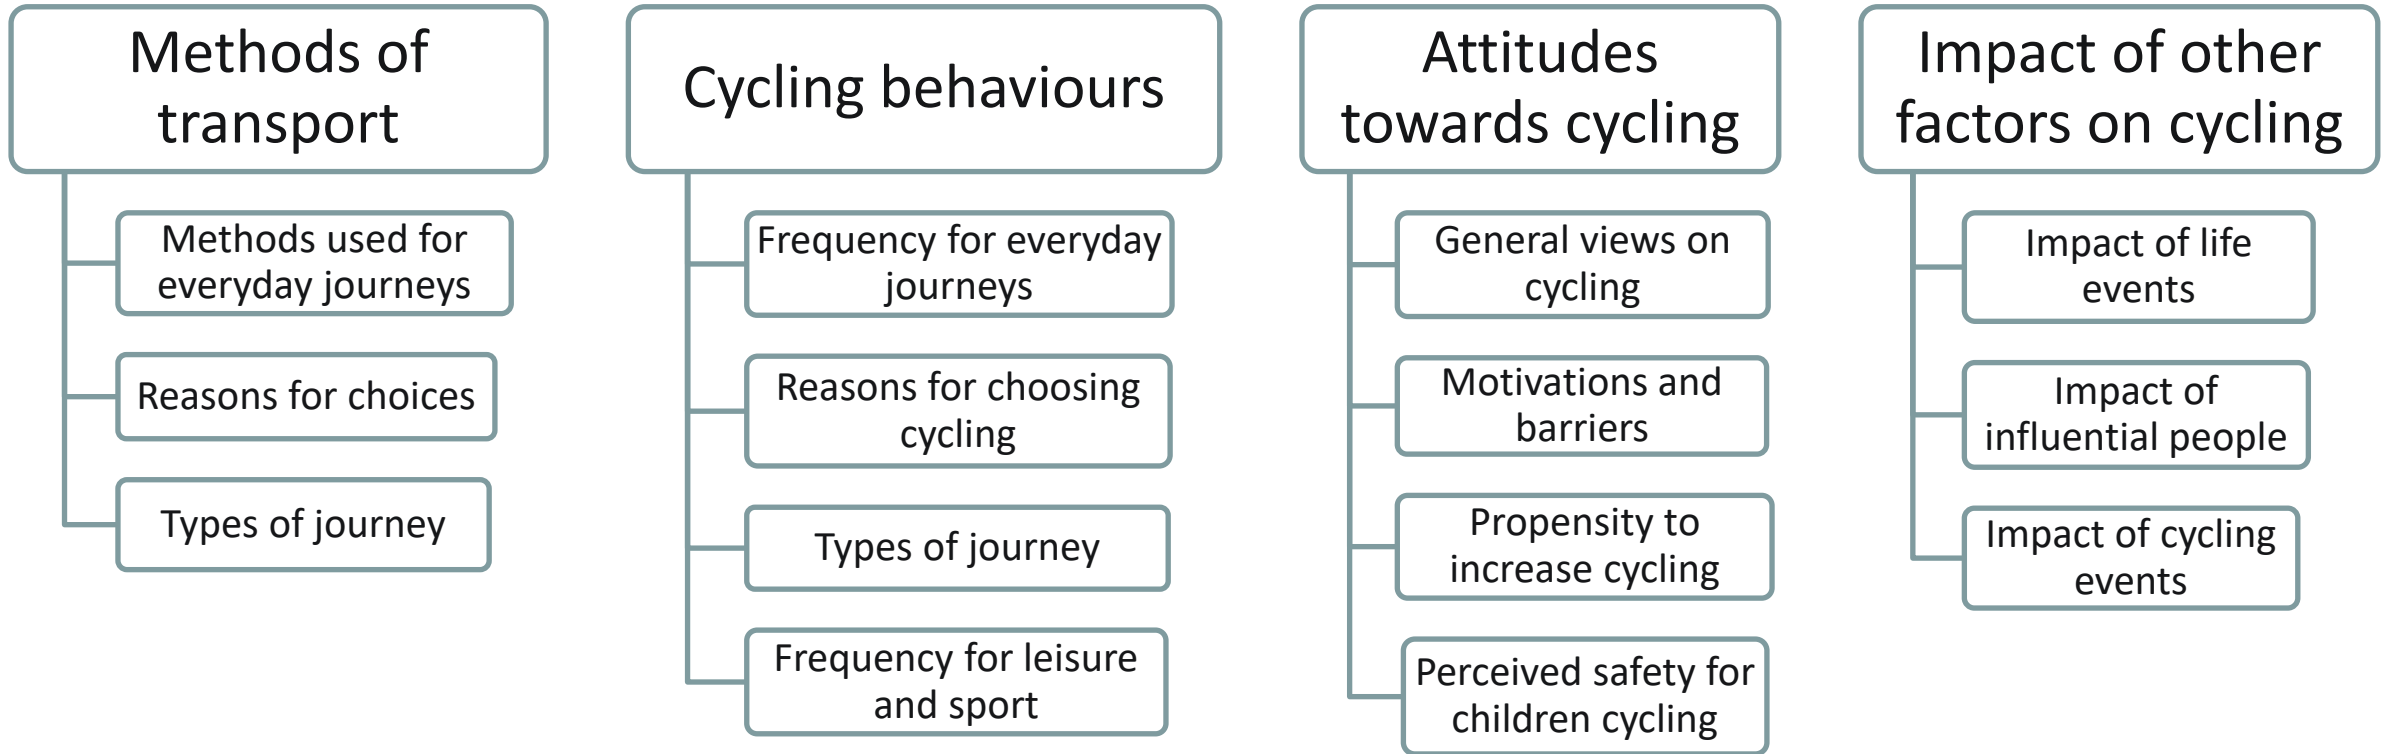 Methods of
transport
Methods used for
everyday journeys
Reasons for choices
Types of journey
Cycling behaviours
Frequency for everyday
journeys
Reasons for choosing
cycling
Types of journey
Frequency for leisure
and sport
Attitudes
towards cycling
General views on
cycling
Motivations and
barriers
Propensity to
increase cycling
Perceived safety for
children cycling
Impact of other
factors on cycling
Impact of life
events
Impact of
influential people
Impact of cycling
events